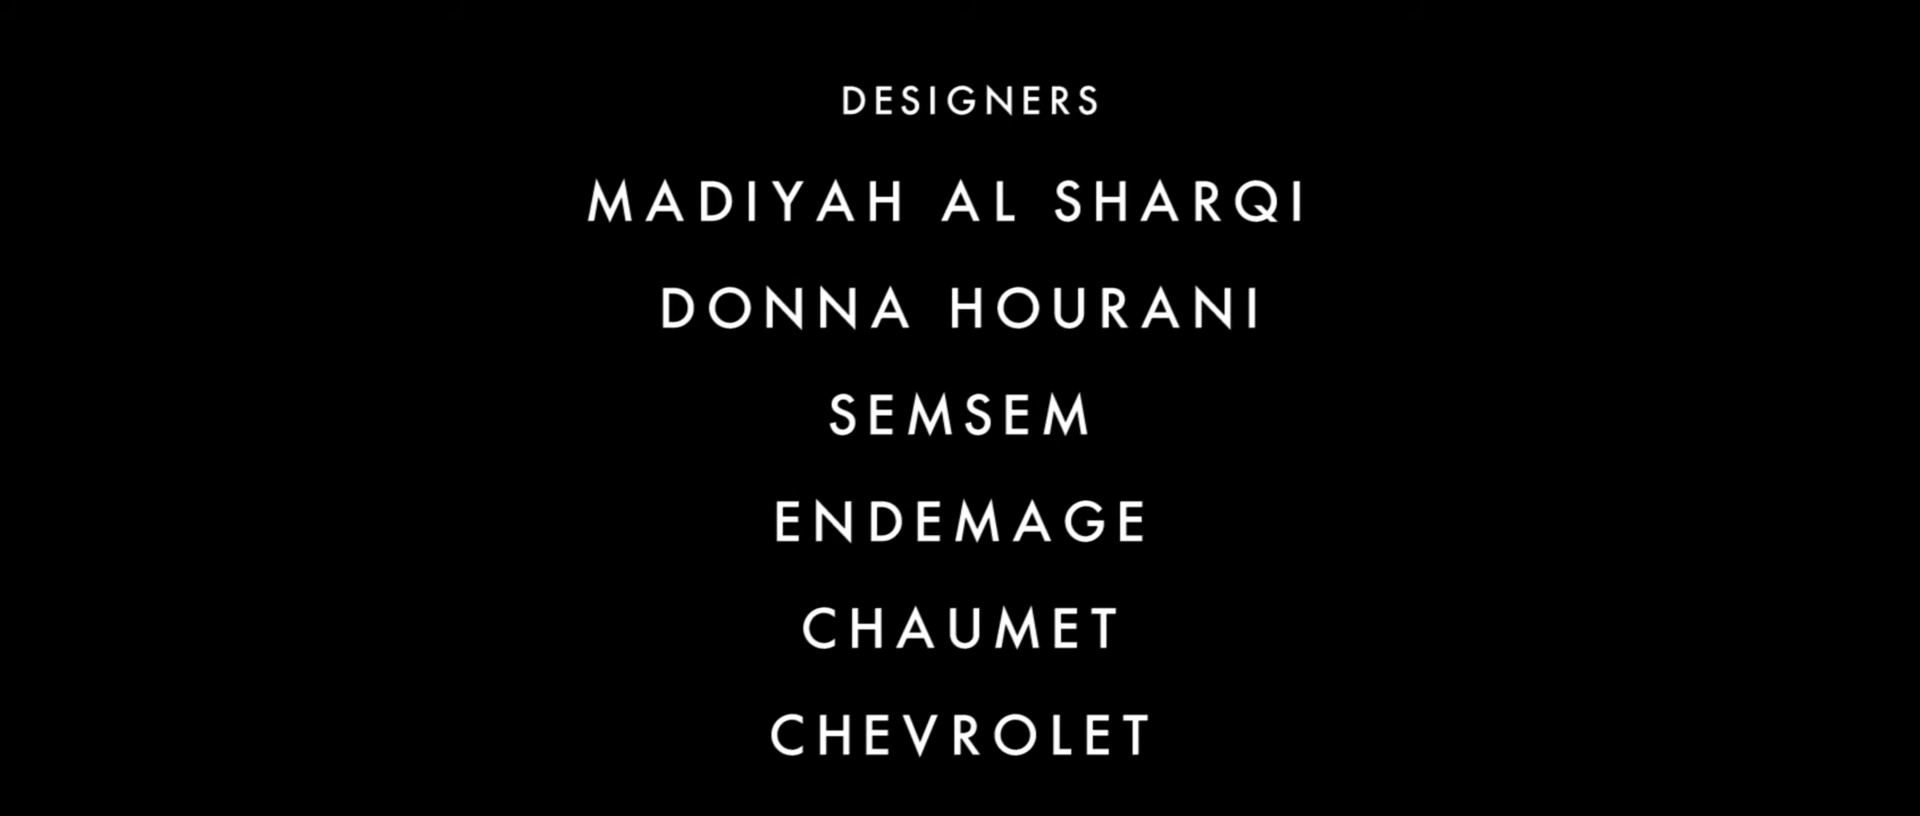 DESIGNERS
MADIYAH AL SHARQI
DONNA HOURANI
SEMSEM
ENDEMAGE
CHAUMET
CHEVROLET